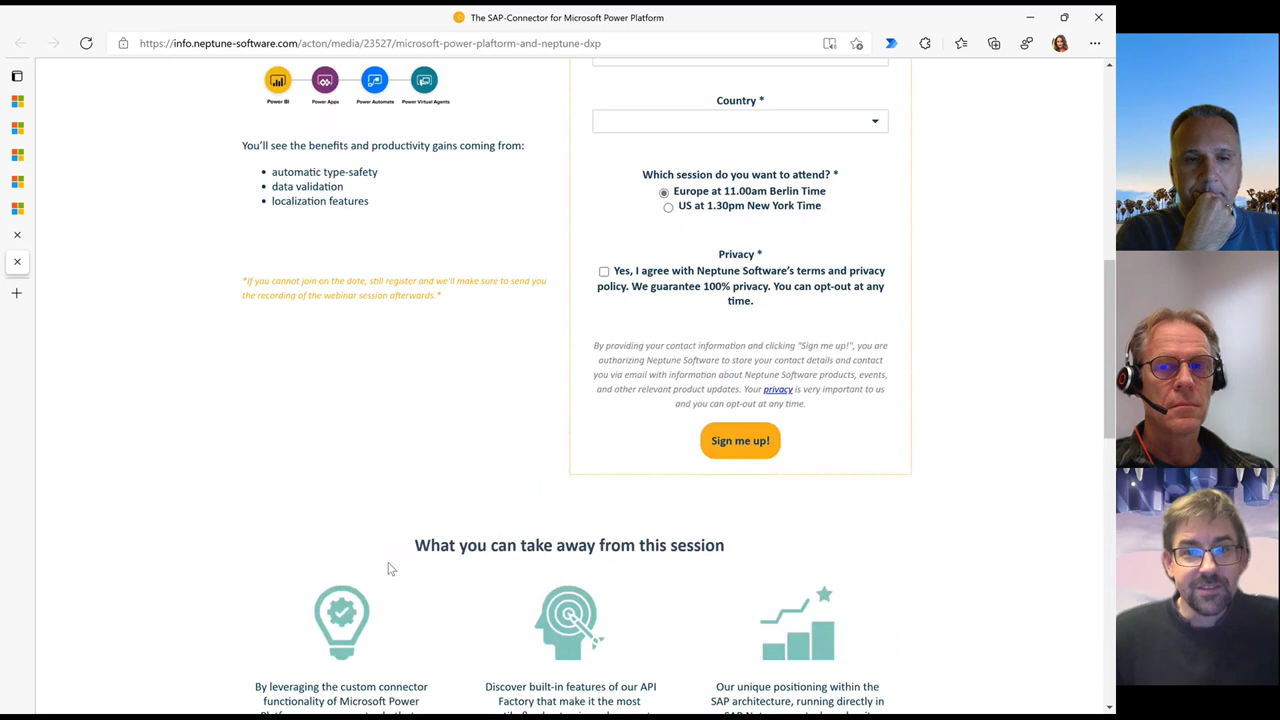 The SAP-Connector for Microsoft Power Platform
https://info.neptune-software.com/acton/media/23527/microsoft-power-plaftorm-and-neptune-dxp
Power BI Power Apps Power Automate Power Virtual Agents
You'll see the benefits and productivity gains coming from:
automatic type-safety
data validation
localization features
*If you cannot join on the date, still register and we'll make sure to send you
the recording of the webinar session afterwards.*
Country *
Which session do you want to attend? *
Europe at 11.00am Berlin Time
US at 1.30pm New York Time
Privacy *
Yes, I agree with Neptune Software's terms and privacy
policy. We guarantee 100% privacy. You can opt-out at any
time.
By providing your contact information and clicking "Sign me up!", you are
authorizing Neptune Software to store your contact details and contact
you via email with information about Neptune Software products, events,
and other relevant product updates. Your privacy is very important to us
and you can opt-out at any time.
Sign me up!
What you can take away from this session
By leveraging the custom connector
functionality of Microsoft Power
Discover built-in features of our API
Factory that make it the most
Our unique positioning within the
SAP architecture, running directly in